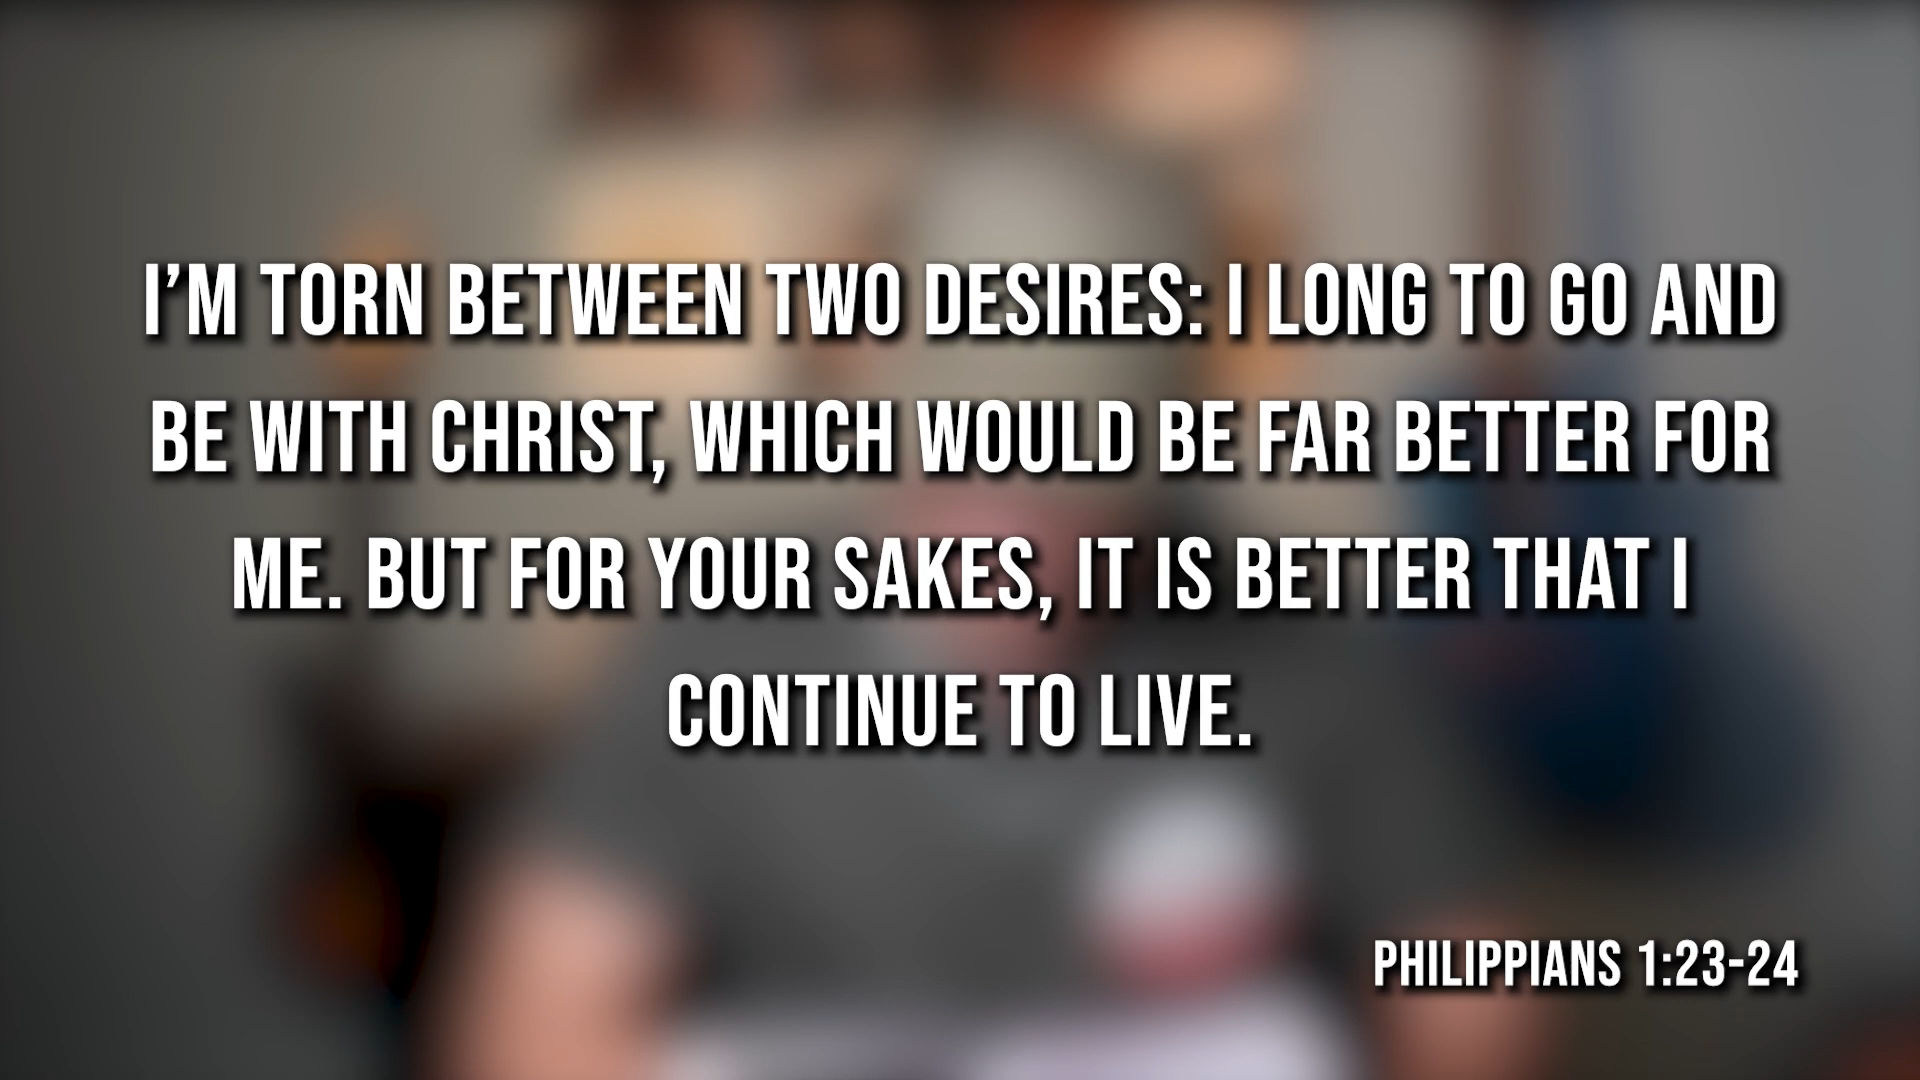 I’M TORN BETWEEN TWO DESIRES: I LONG TO GO AND
BE WITH CHRIST, WHICH WOULD BE FAR BETTER FOR
ME. BUT FOR YOUR SAKES, IT IS BETTER THAT I
CONTINUE TO LIVE.
PHILIPPIANS 1:23-24